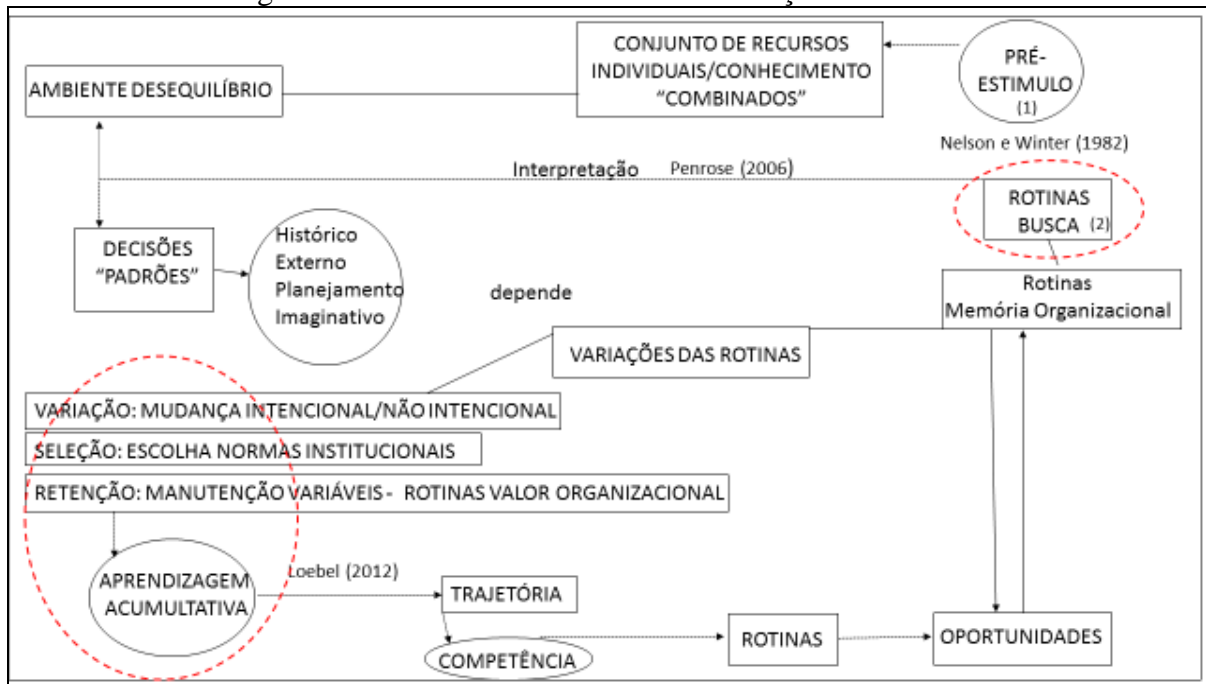 CONJUNTO DE RECURSOS
INDIVIDUAIS/CONHECIMENTO
“COMBINADOS”
PRÉ-
ESTIMULO
(1)
AMBIENTE DESEQUILÍBRIO
Nelson e Winter (1982)
Interpretação Penrose (2006)
ROTINAS
BUSCA (2)
DECISÕES
“PADRÕES”
Histórico
Externo
Planejamento
Imaginativo
depende
Rotinas
Memória Organizacional
VARIAÇÕES DAS ROTINAS
VARIAÇÃO: MUDANÇA INTENCIONAL/NÃO INTENCIONAL
SELEÇÃO: ESCOLHA NORMAS INSTITUCIONAIS
RETENÇÃO: MANUTENÇÃO VARIÁVEIS - ROTINAS VALOR ORGANIZACIONAL
APRENDIZAGEM
ACUMULTATIVA
Loebel (2012)
TRAJETÓRIA
COMPETÊNCIA
ROTINAS
OPORTUNIDADES